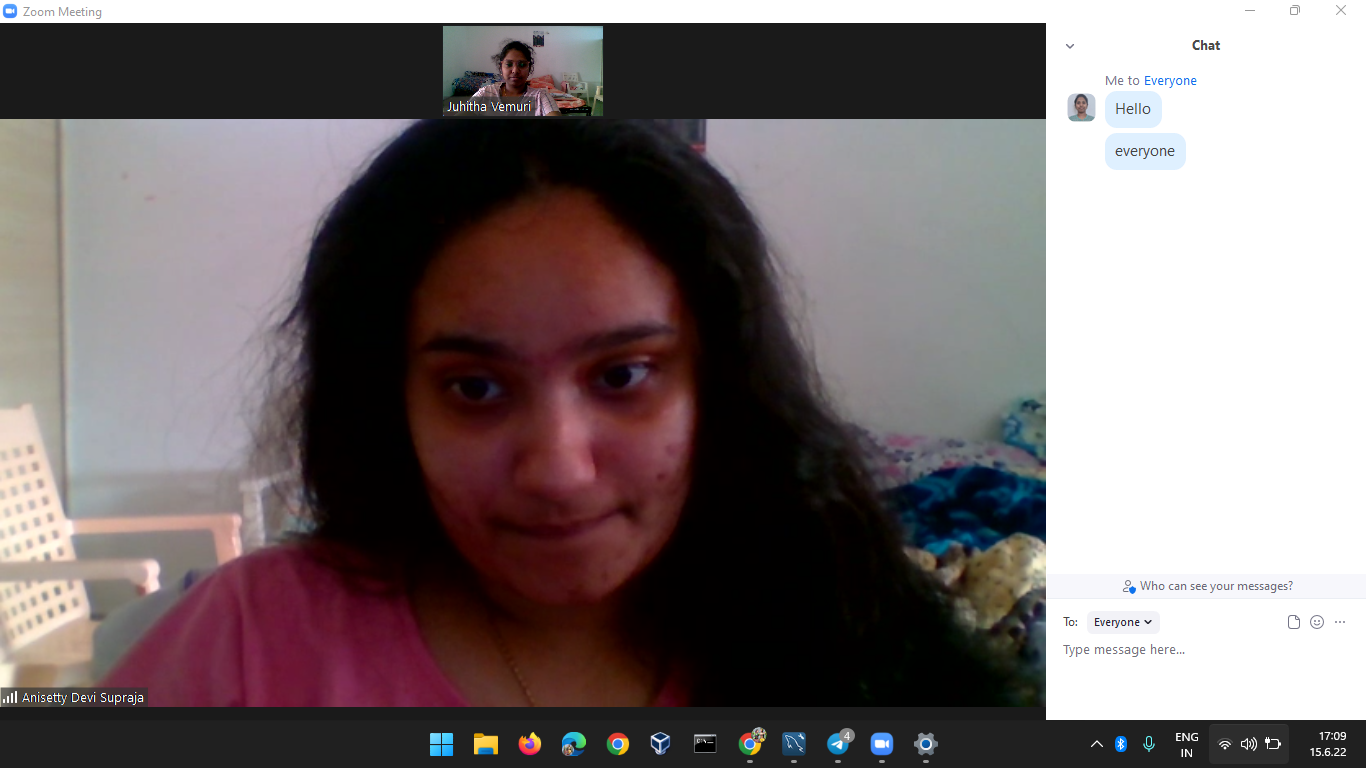 Zoom Meeting
Juhitha Vemuri
Anisetty Devi Supraja
Chat
Me to Everyone
Hello
everyone
Who can see your messages?
To: Everyone
Type message here...
4
ENG
IN
17:09
15.6.22